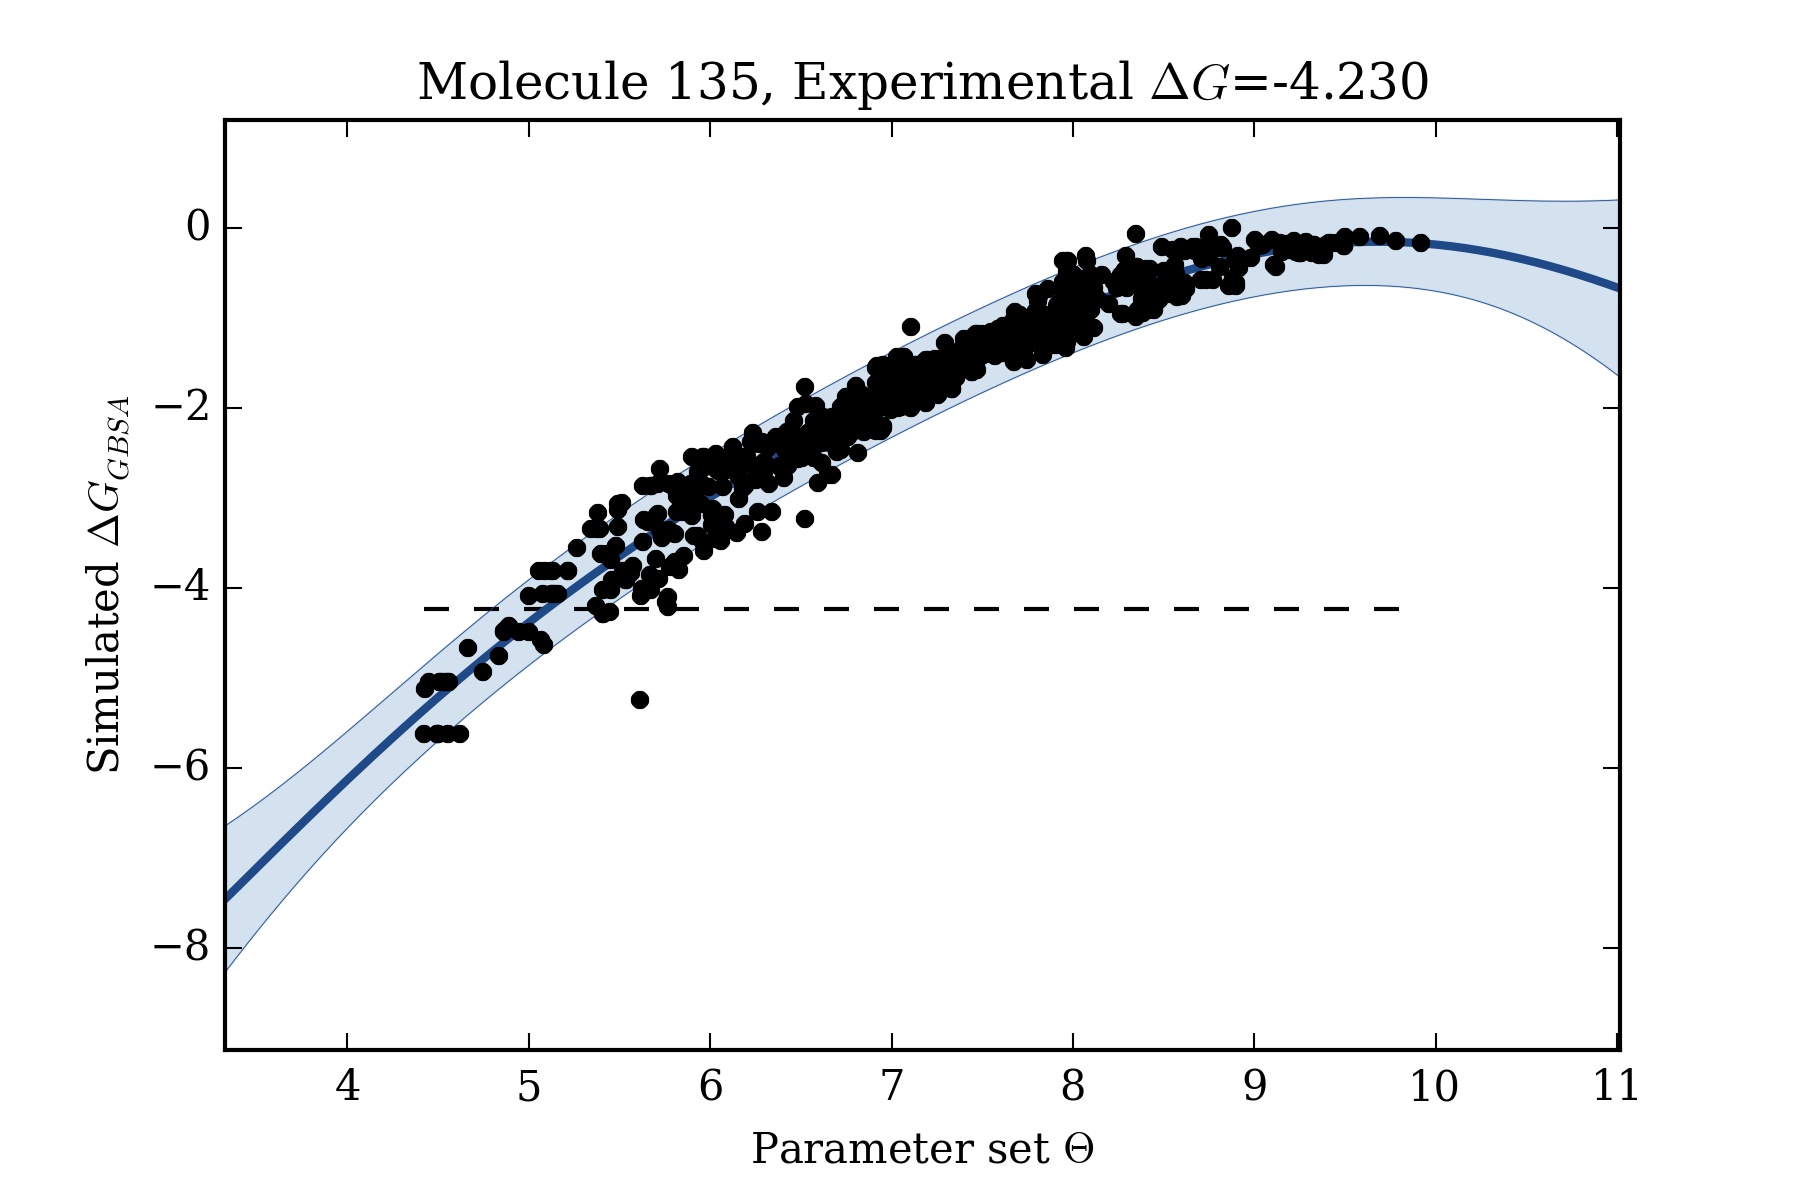 Molecule 135, Experimental ΔG=-4.230
Simulated ΔG_GBSA
0
−2
−4
−6
−8
4 5 6 7 8 9 10 11
Parameter set Θ